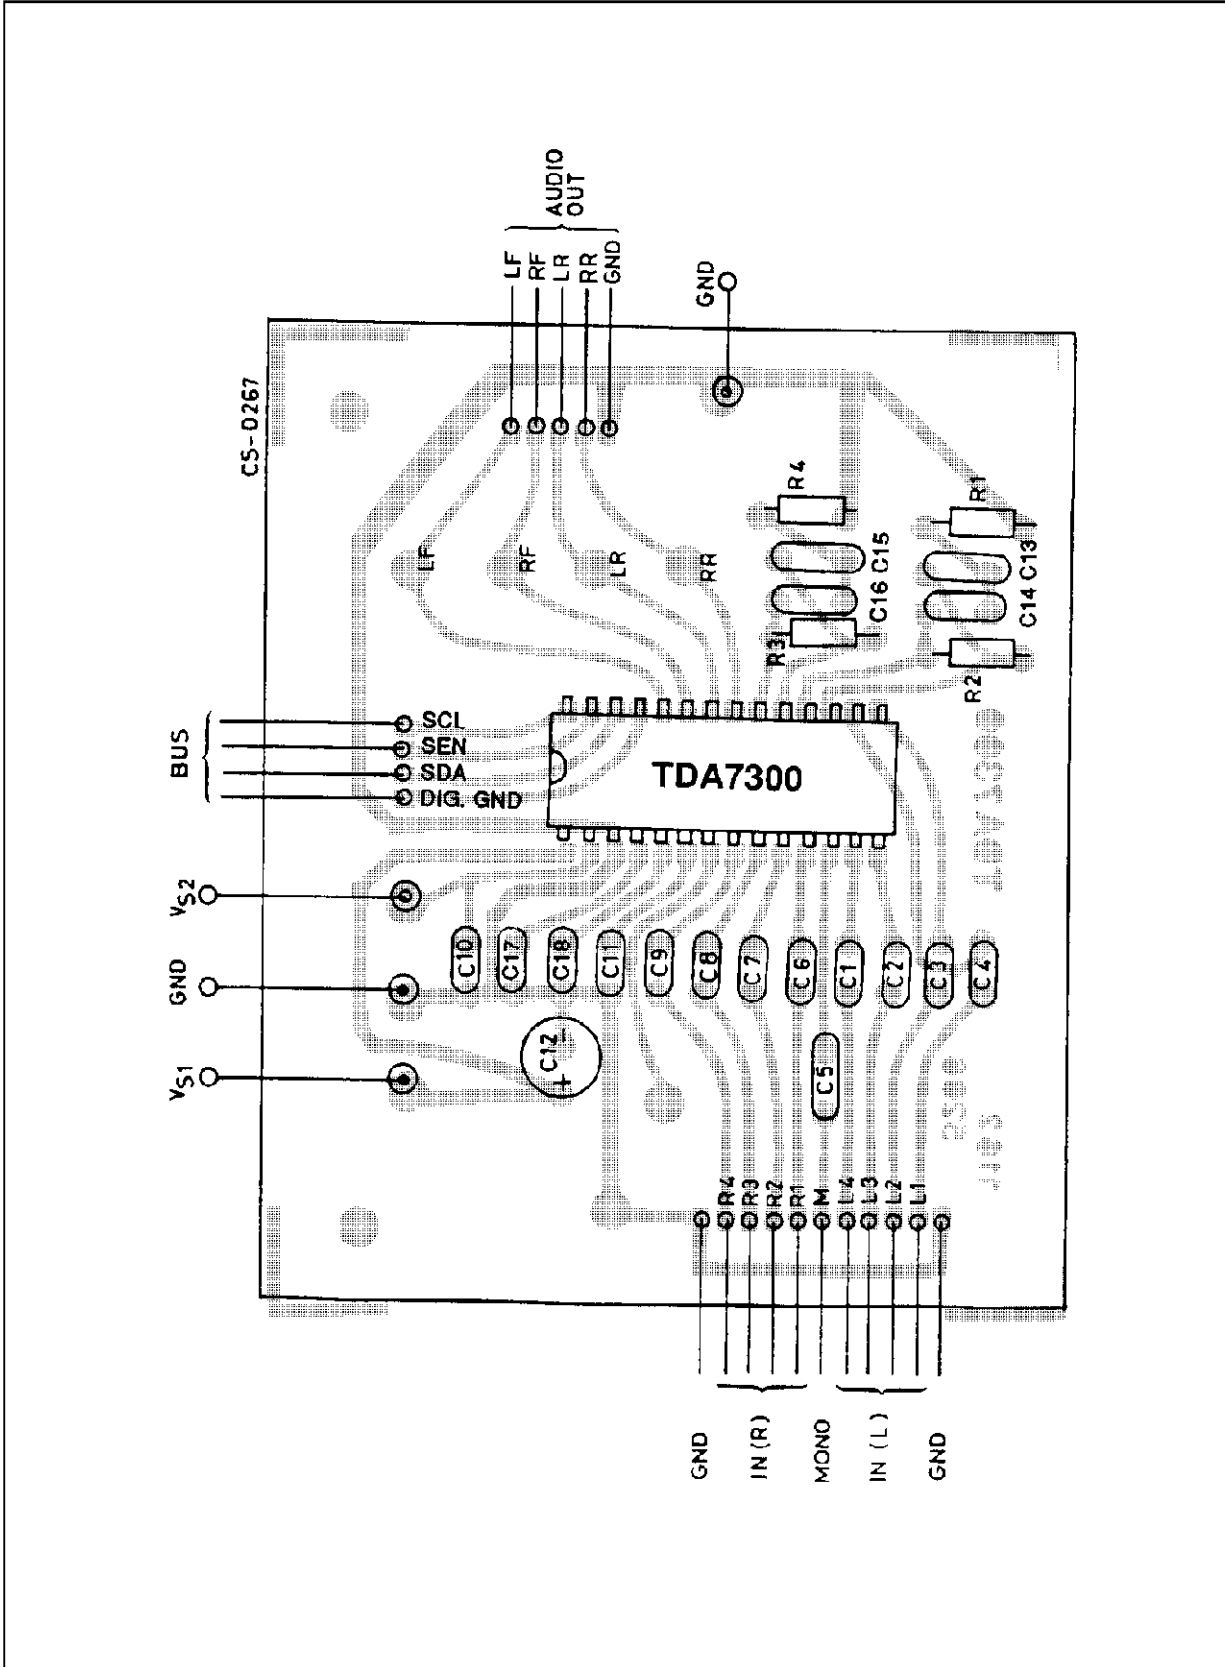 CS-0267
AUDIO
OUT
LF
RF
LR
RR
GND
GND
LF
RF
LR
RR
R4
C15
C16
R3
R1
C13
C14
R2
BUS
SCL
SEN
SDA
DIG. GND
TDA7300
VS2
GND
VS1
C10
C17
C18
C11
C9
C8
C7
C6
C1
C2
C3
C4
C12
- +
C5
R4
R3
R2
R1
M
L4
L3
L2
L1
GND
IN (R)
MONO
IN (L)
GND